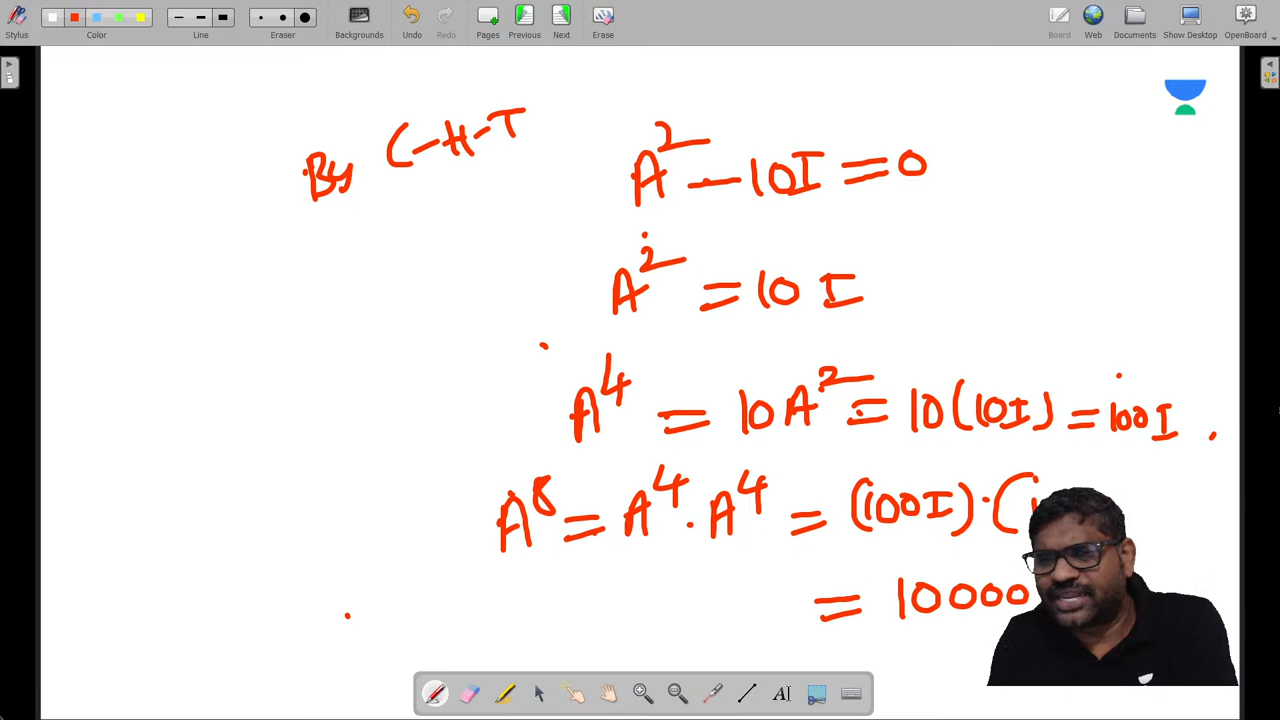 Stylus Color Line Eraser Backgrounds Undo Redo Pages Previous Next Erase Board Web Documents Show Desktop OpenBoard
By C-H-T A² - 10I = 0
A² = 10 I
A⁴ = 10A² = 10(10I) = 100I.
A⁸ = A⁴ . A⁴ = (100I) . (
= 10000